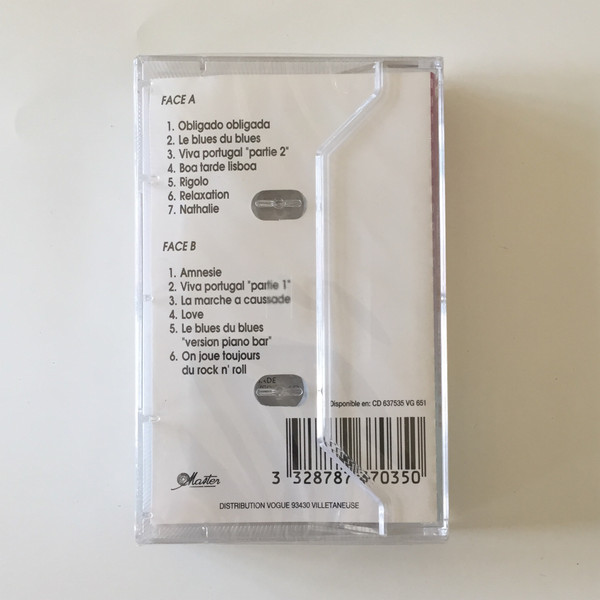 FACE A
1. Obligado obligada
2. Le blues du blues
3. Viva portugal "partie 2"
4. Boa tarde lisboa
5. Rigolo
6. Relaxation
7. Nathalie
FACE B
1. Amnesie
2. Viva portugal "partie 1"
3. La marche a caussade
4. Love
5. Le blues du blues
"version piano bar"
6. On joue toujours
du rock n' roll
Disponible en: CD 637535 VG 651
Master
DISTRIBUTION VOGUE 93430 VILLETANEUSE